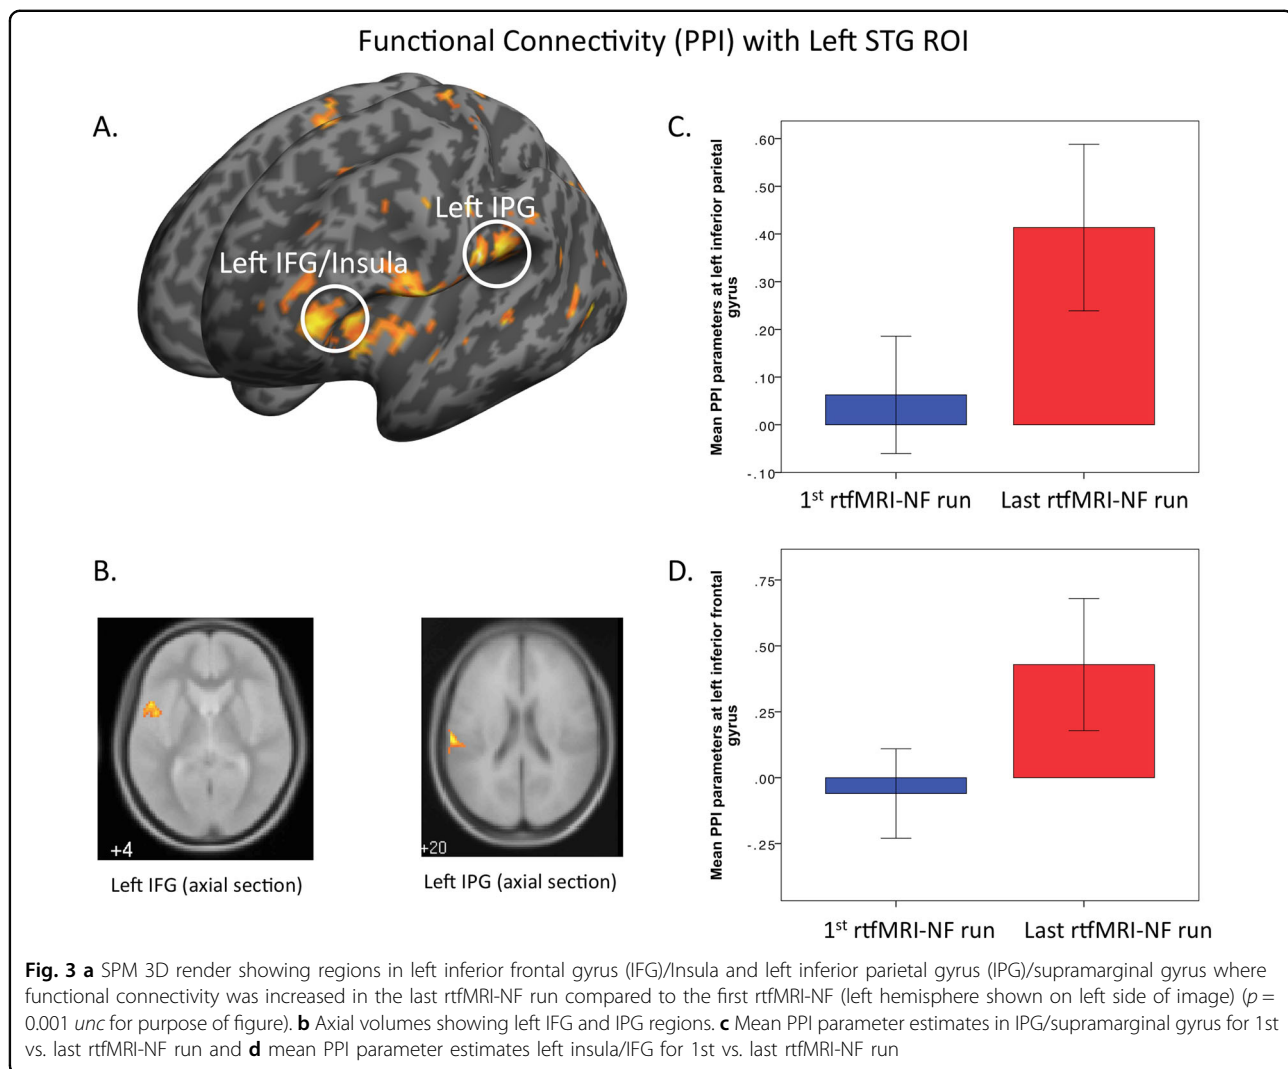 Functional Connectivity (PPI) with Left STG ROI
A.
Left IPG
Left IFG/Insula
B.
+4
+20
Left IFG (axial section)
Left IPG (axial section)
C.
Mean PPI parameters at left inferior parietal
gyrus
.60
.50
.40
.30
.20
.10
.00
-.10
1st rtfMRI-NF run
Last rtfMRI-NF run
D.
Mean PPI parameters at left inferior frontal
gyrus
.75
.50
.25
.00
-.25
1st rtfMRI-NF run
Last rtfMRI-NF run
Fig. 3 a SPM 3D render showing regions in left inferior frontal gyrus (IFG)/Insula and left inferior parietal gyrus (IPG)/supramarginal gyrus where
functional connectivity was increased in the last rtfMRI-NF run compared to the first rtfMRI-NF (left hemisphere shown on left side of image) (p =
0.001 unc for purpose of figure). b Axial volumes showing left IFG and IPG regions. c Mean PPI parameter estimates in IPG/supramarginal gyrus for 1st
vs. last rtfMRI-NF run and d mean PPI parameter estimates left insula/IFG for 1st vs. last rtfMRI-NF run